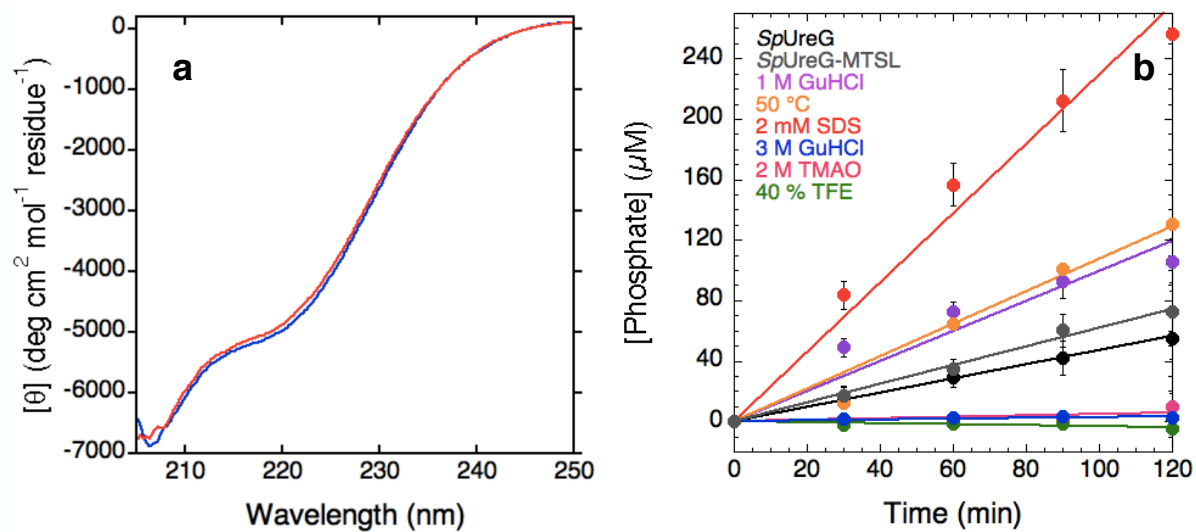 a
0
-1000
-2000
-3000
-4000
-5000
-6000
-7000
[θ] (deg cm² mol⁻¹ residue⁻¹)
210 220 230 240 250
Wavelength (nm)
b
SpUreG
SpUreG-MTSL
1 M GuHCl
50 °C
2 mM SDS
3 M GuHCl
2 M TMAO
40 % TFE
240
200
160
120
80
40
0
[Phosphate] (µM)
0 20 40 60 80 100 120
Time (min)